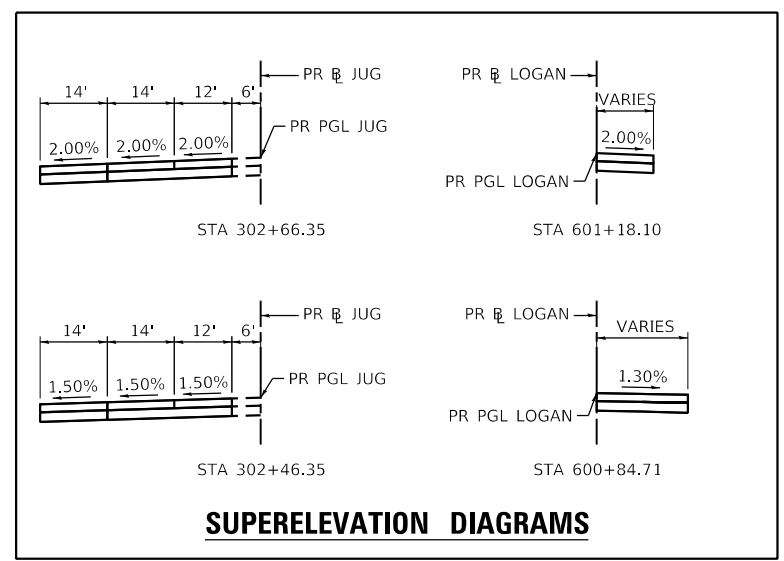 PR ℄ JUG
14' 14' 12' 6'
PR PGL JUG
2.00% 2.00% 2.00%
STA 302+66.35
PR ℄ LOGAN
VARIES
2.00%
PR PGL LOGAN
STA 601+18.10
PR ℄ JUG
14' 14' 12' 6'
PR PGL JUG
1.50% 1.50% 1.50%
STA 302+46.35
PR ℄ LOGAN
VARIES
1.30%
PR PGL LOGAN
STA 600+84.71
SUPERELEVATION DIAGRAMS